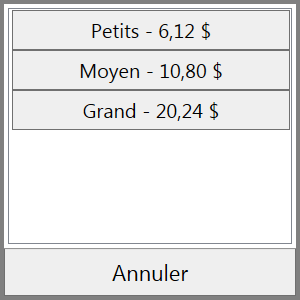 Petits - 6,12 $
Moyen - 10,80 $
Grand - 20,24 $
Annuler